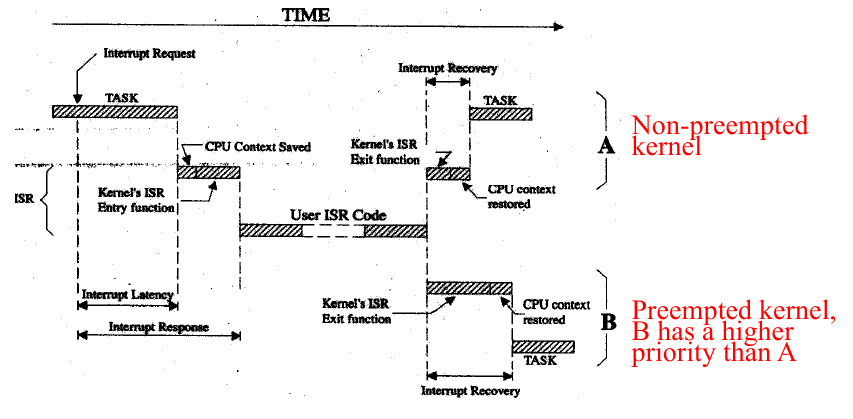 TIME
Interrupt Request
Interrupt Recovery
TASK
TASK
CPU Context Saved
Kernel's ISR
Exit function
A
Non-preempted
kernel
ISR
Kernel's ISR
Entry function
CPU context
restored
User ISR Code
Interrupt Latency
Kernel's ISR
Exit function
CPU context
restored
B
Preempted kernel,
B has a higher
priority than A
Interrupt Response
TASK
Interrupt Recovery